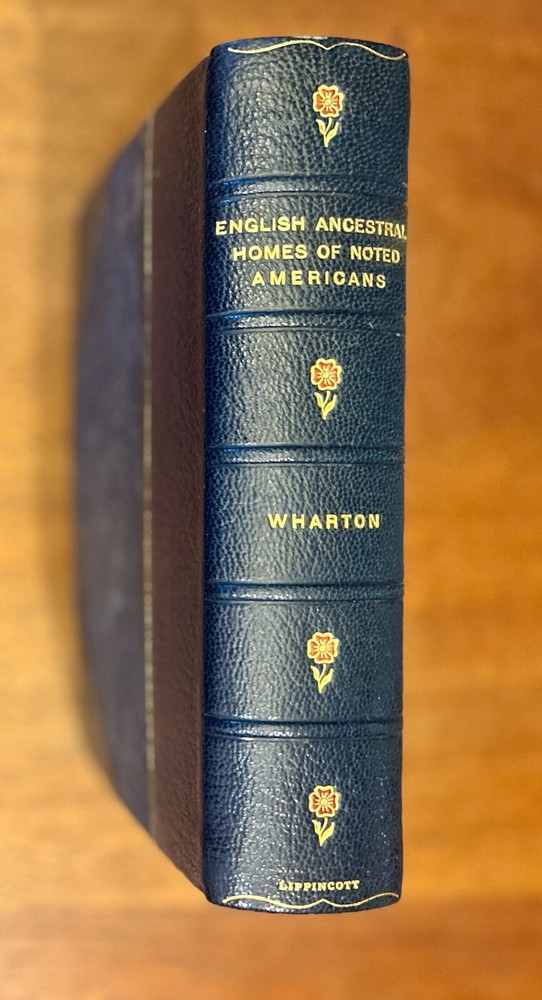 ENGLISH ANCESTRAL
HOMES OF NOTED
AMERICANS
WHARTON
LIPPINCOTT